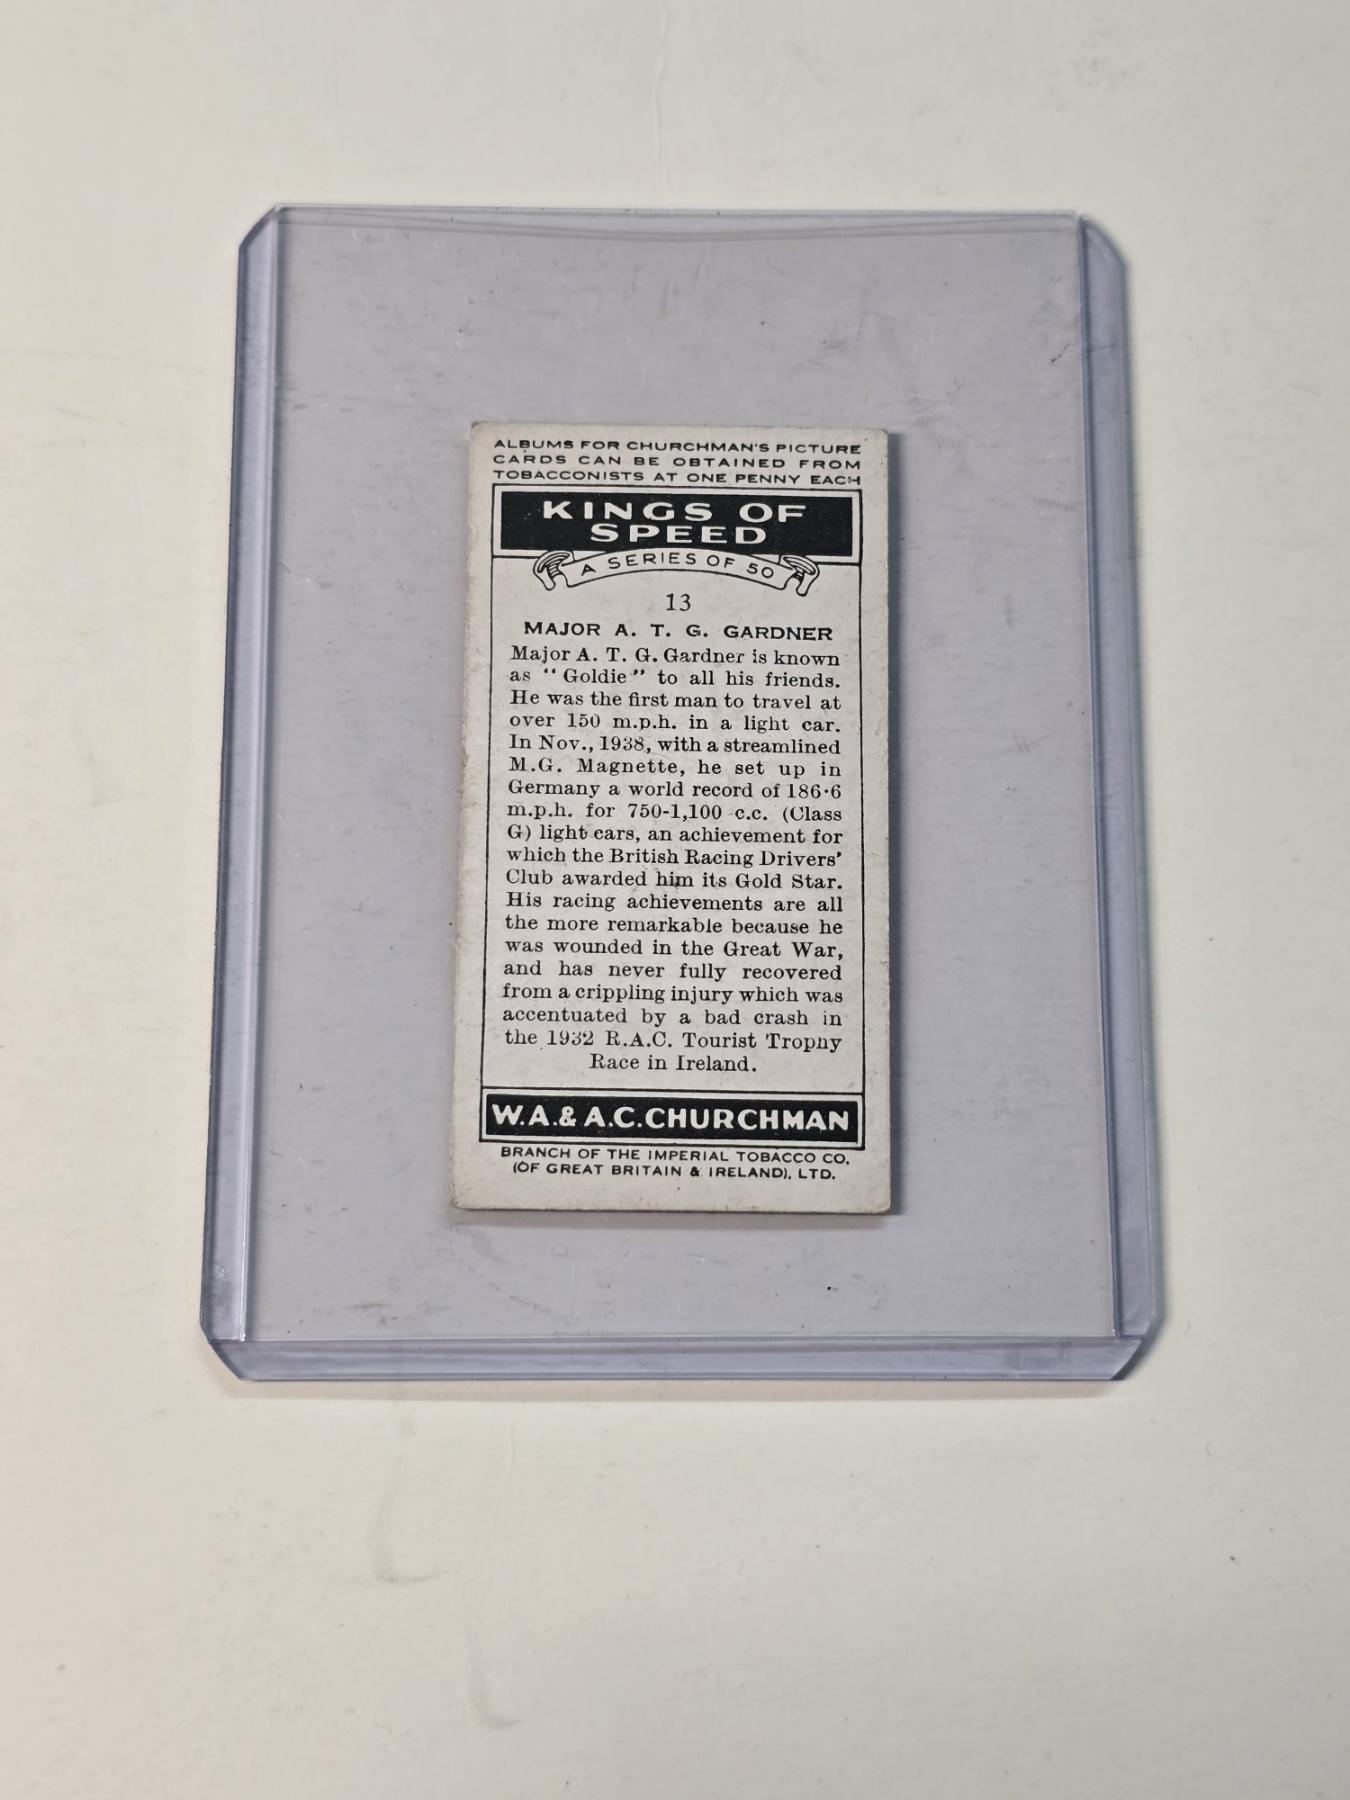 ALBUMS FOR CHURCHMAN'S PICTURE
CARDS CAN BE OBTAINED FROM
TOBACCONISTS AT ONE PENNY EACH
KINGS OF
SPEED
A SERIES OF 50
13
MAJOR A. T. G. GARDNER
Major A. T. G. Gardner is known
as "Goldie" to all his friends.
He was the first man to travel at
over 150 m.p.h. in a light car.
In Nov., 1938, with a streamlined
M.G. Magnette, he set up in
Germany a world record of 186·6
m.p.h. for 750-1,100 c.c. (Class
G) light cars, an achievement for
which the British Racing Drivers'
Club awarded him its Gold Star.
His racing achievements are all
the more remarkable because he
was wounded in the Great War,
and has never fully recovered
from a crippling injury which was
accentuated by a bad crash in
the 1932 R.A.C. Tourist Trophy
Race in Ireland.
W.A.& A.C.CHURCHMAN
BRANCH OF THE IMPERIAL TOBACCO CO.
(OF GREAT BRITAIN & IRELAND), LTD.